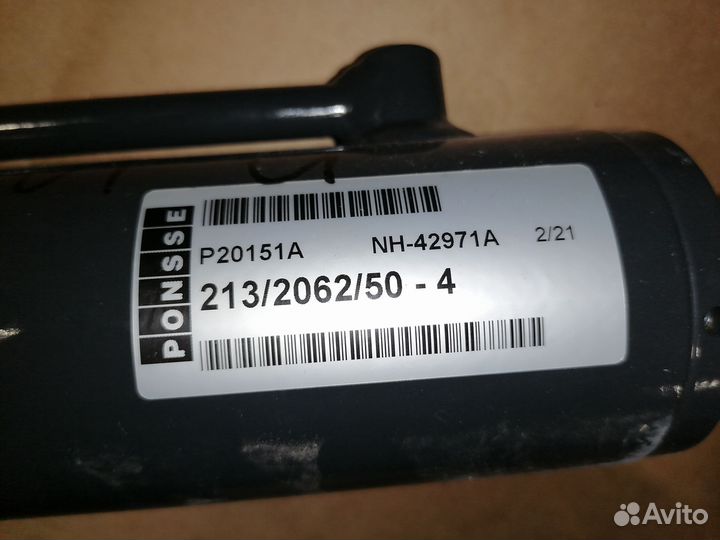 PONSSE
P20151A NH-42971A 2/21
213/2062/50 - 4
Avito